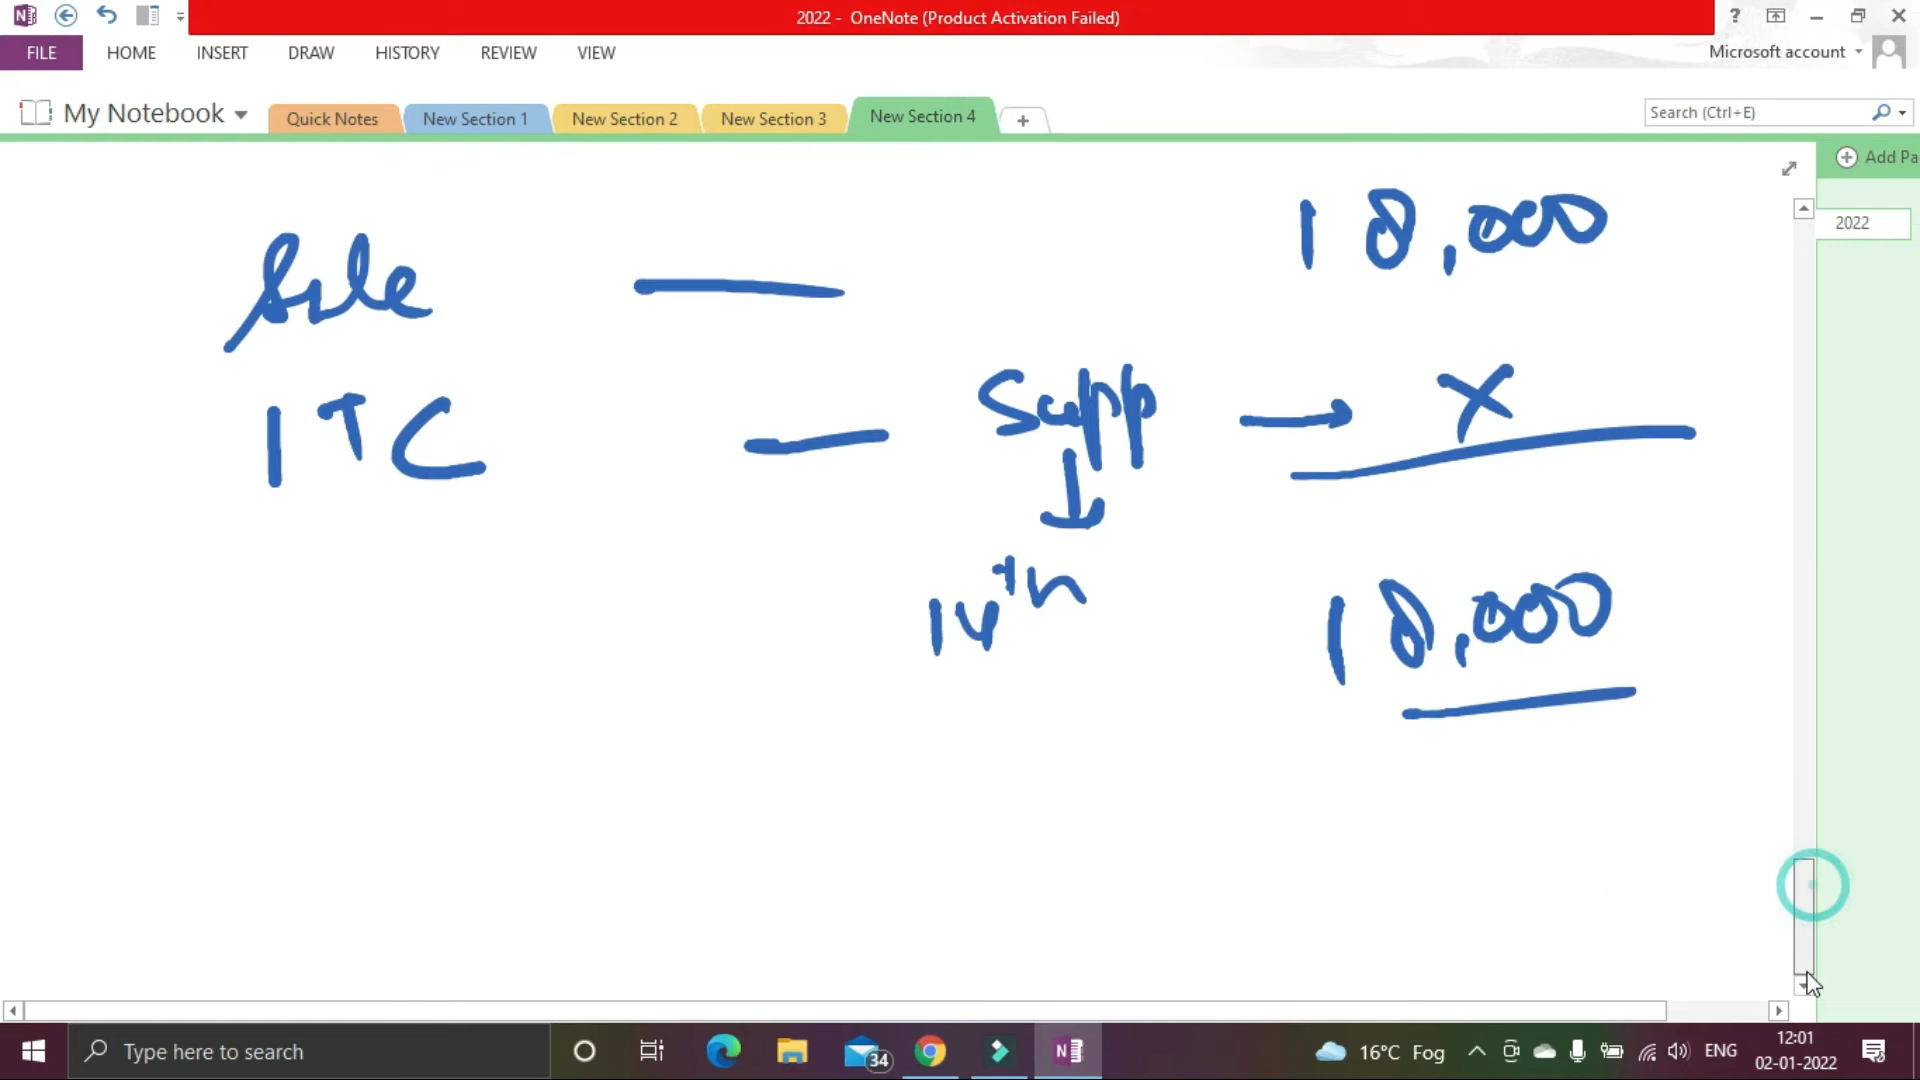 2022 - OneNote (Product Activation Failed)
?
FILE HOME INSERT DRAW HISTORY REVIEW VIEW
Microsoft account
My Notebook
Quick Notes
New Section 1
New Section 2
New Section 3
New Section 4
+
Search (Ctrl+E)
Add Pa
2022
Sale — 18,000
ITC — Supp → X
14th
18,000
Type here to search
34
16°C Fog
ENG
12:01
02-01-2022